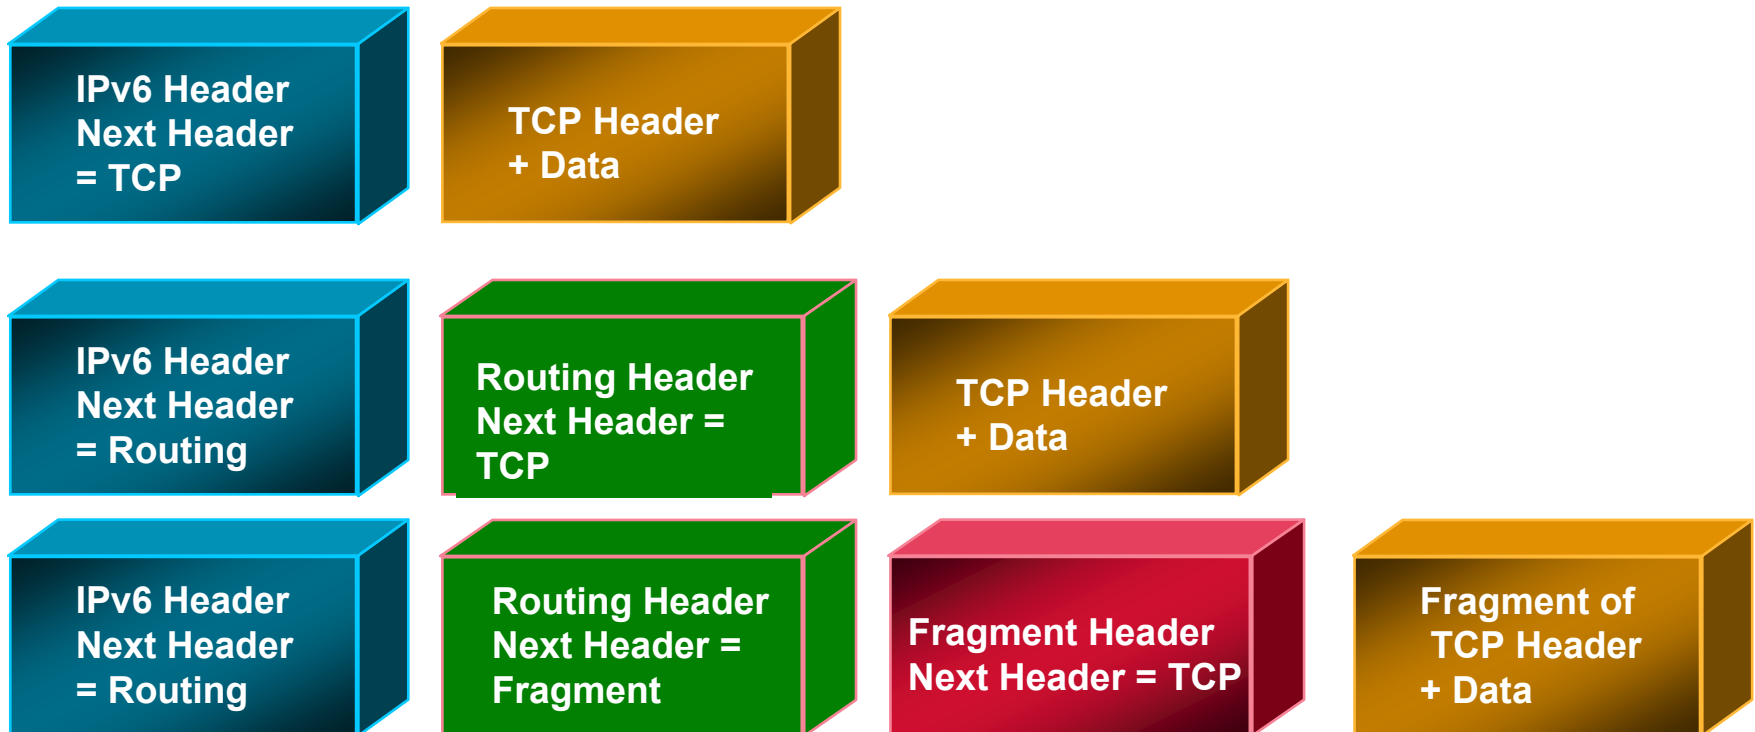 IPv6 Header
Next Header
= TCP
TCP Header
+ Data
IPv6 Header
Next Header
= Routing
Routing Header
Next Header =
TCP
TCP Header
+ Data
IPv6 Header
Next Header
= Routing
Routing Header
Next Header =
Fragment
Fragment Header
Next Header = TCP
Fragment of
TCP Header
+ Data